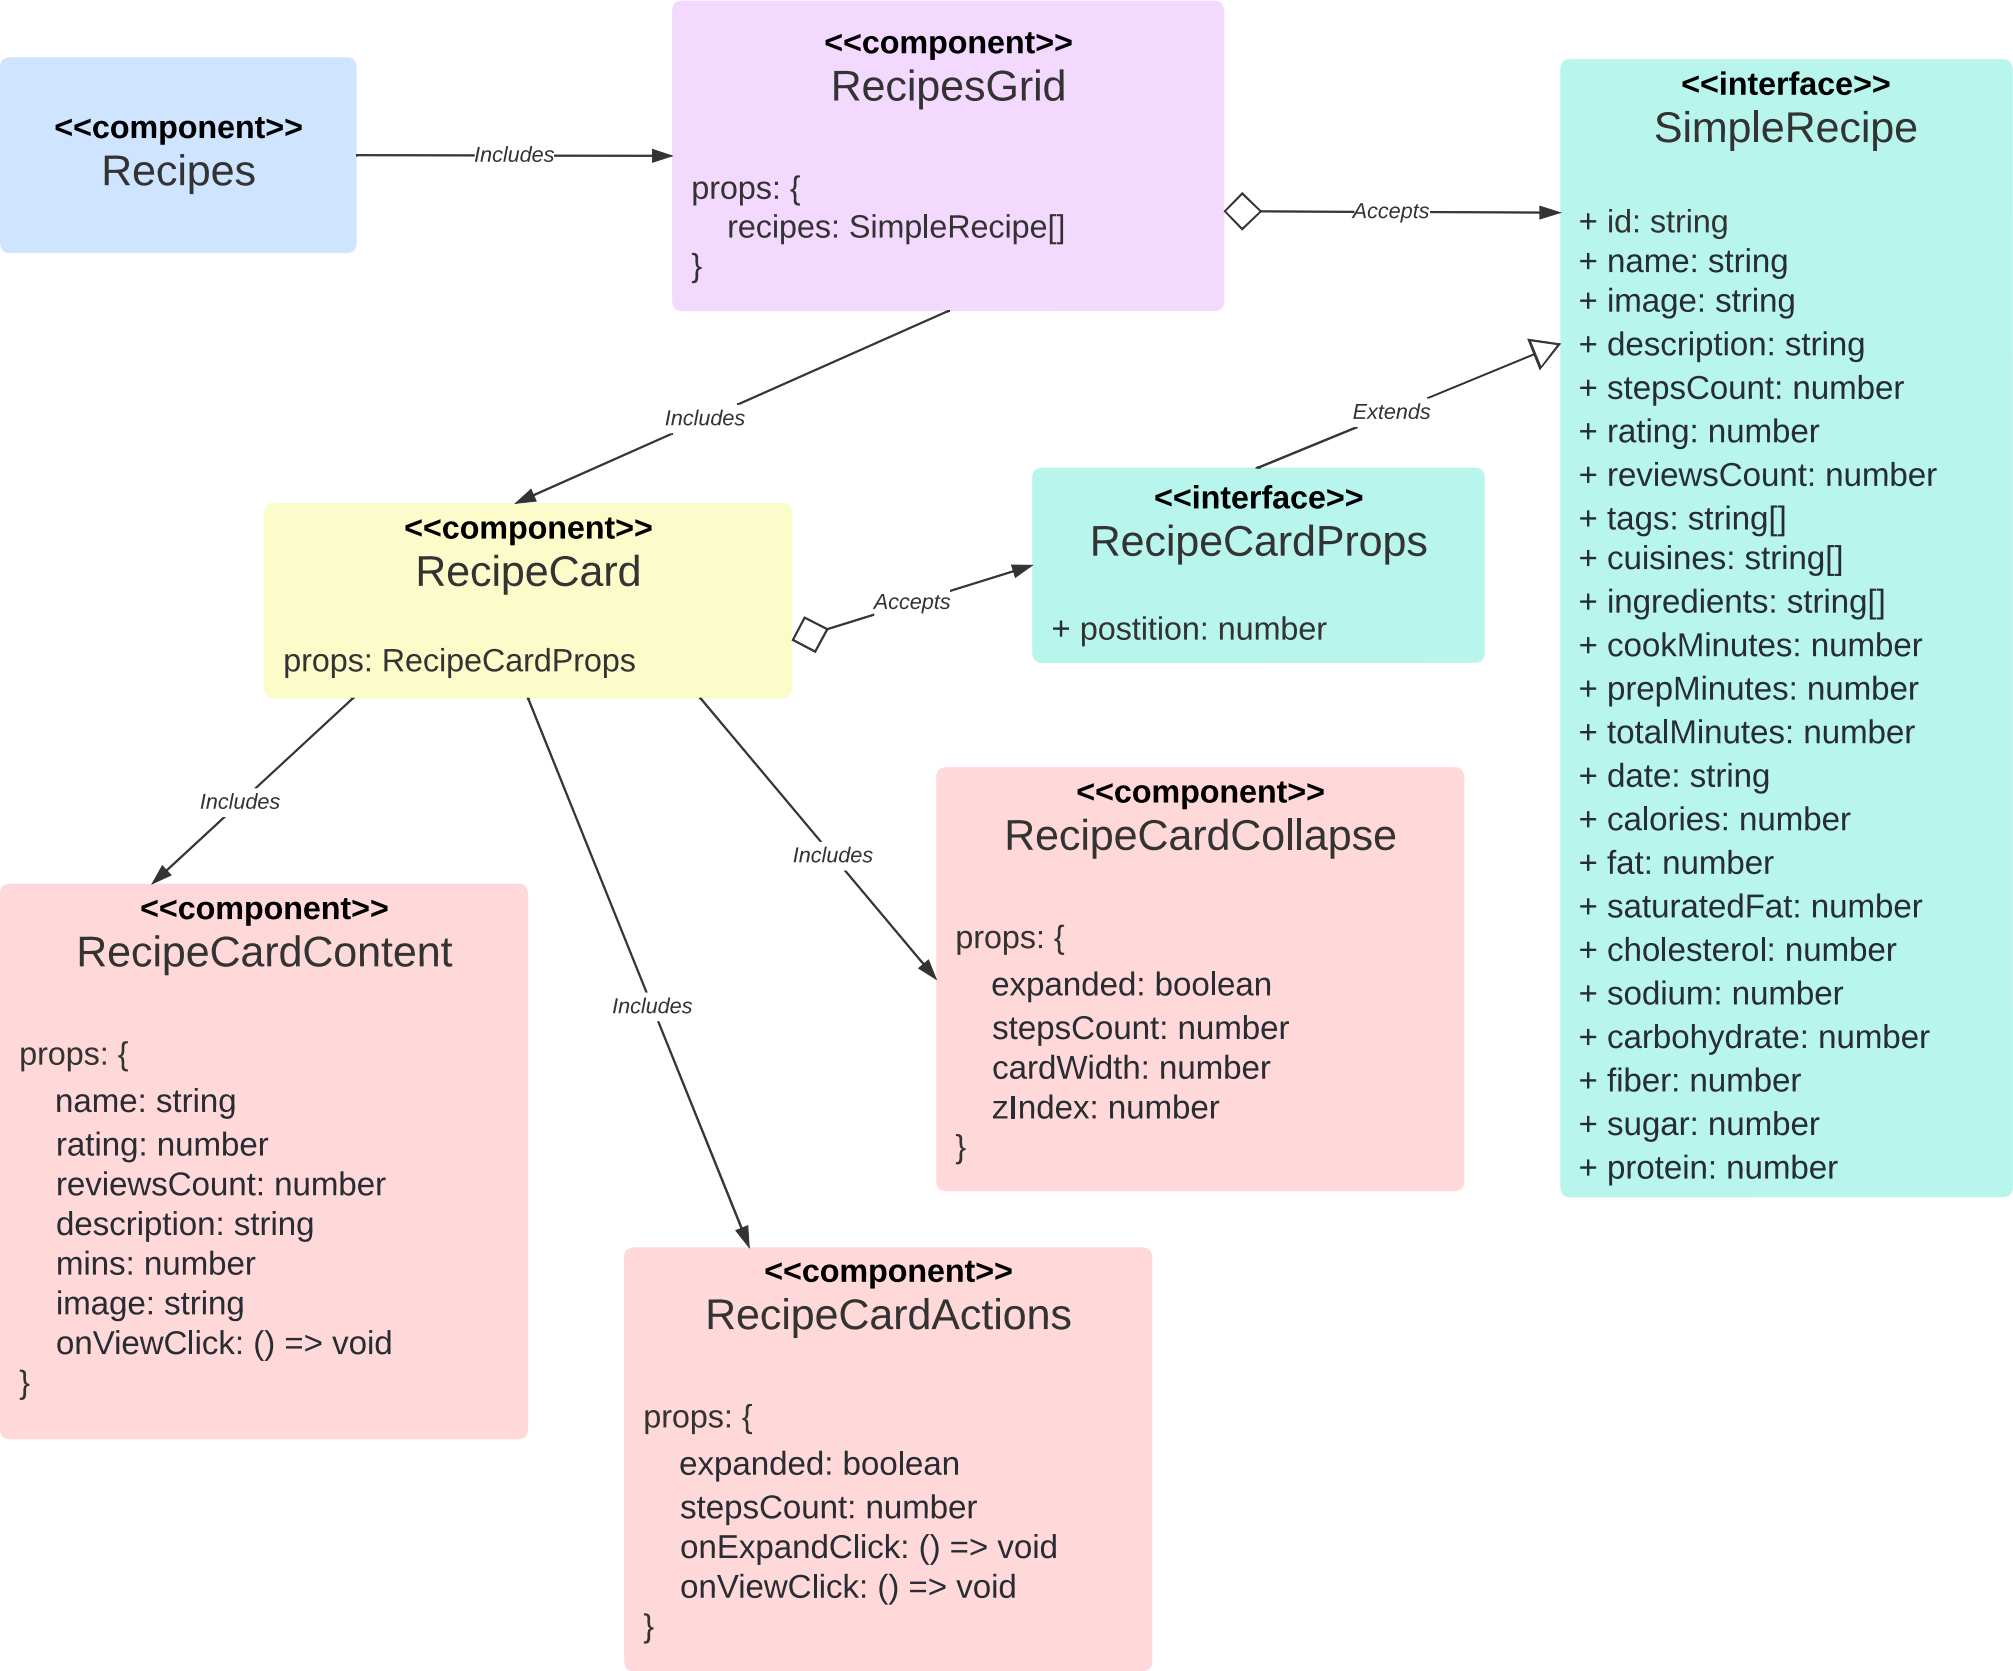 <<component>>
Recipes
Includes
<<component>>
RecipesGrid
props: {
recipes: SimpleRecipe[]
}
Accepts
<<interface>>
SimpleRecipe
+ id: string
+ name: string
+ image: string
+ description: string
+ stepsCount: number
+ rating: number
+ reviewsCount: number
+ tags: string[]
+ cuisines: string[]
+ ingredients: string[]
+ cookMinutes: number
+ prepMinutes: number
+ totalMinutes: number
+ date: string
+ calories: number
+ fat: number
+ saturatedFat: number
+ cholesterol: number
+ sodium: number
+ carbohydrate: number
+ fiber: number
+ sugar: number
+ protein: number
Includes
Extends
<<component>>
RecipeCard
props: RecipeCardProps
Accepts
<<interface>>
RecipeCardProps
+ postition: number
Includes
Includes
Includes
<<component>>
RecipeCardCollapse
props: {
expanded: boolean
stepsCount: number
cardWidth: number
zIndex: number
}
<<component>>
RecipeCardContent
props: {
name: string
rating: number
reviewsCount: number
description: string
mins: number
image: string
onViewClick: () => void
}
<<component>>
RecipeCardActions
props: {
expanded: boolean
stepsCount: number
onExpandClick: () => void
onViewClick: () => void
}